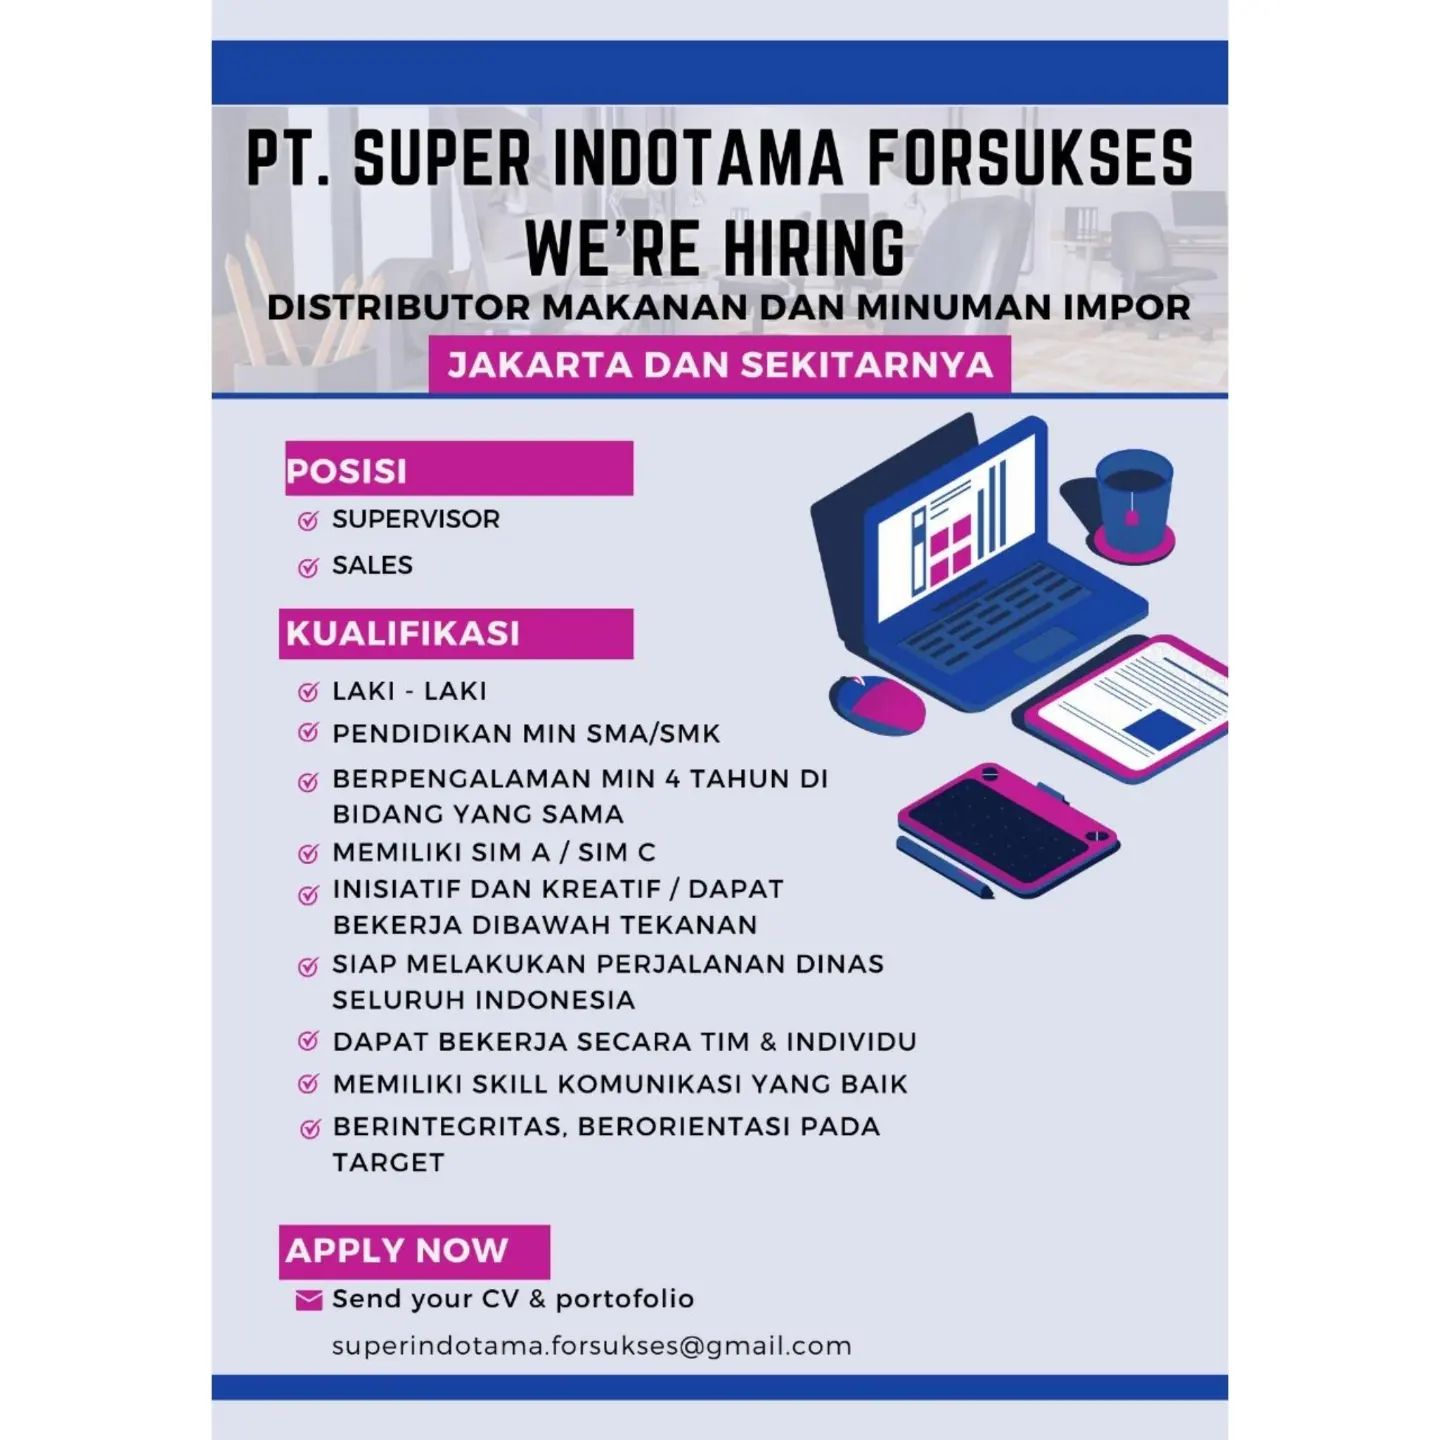 PT. SUPER INDOTAMA FORSUKSES
WE'RE HIRING
DISTRIBUTOR MAKANAN DAN MINUMAN IMPOR
JAKARTA DAN SEKITARNYA
POSISI
SUPERVISOR
SALES
KUALIFIKASI
LAKI - LAKI
PENDIDIKAN MIN SMA/SMK
BERPENGALAMAN MIN 4 TAHUN DI
BIDANG YANG SAMA
MEMILIKI SIM A / SIM C
INISIATIF DAN KREATIF / DAPAT
BEKERJA DIBAWAH TEKANAN
SIAP MELAKUKAN PERJALANAN DINAS
SELURUH INDONESIA
DAPAT BEKERJA SECARA TIM & INDIVIDU
MEMILIKI SKILL KOMUNIKASI YANG BAIK
BERINTEGRITAS, BERORIENTASI PADA
TARGET
APPLY NOW
Send your CV & portofolio
superindotama.forsukses@gmail.com